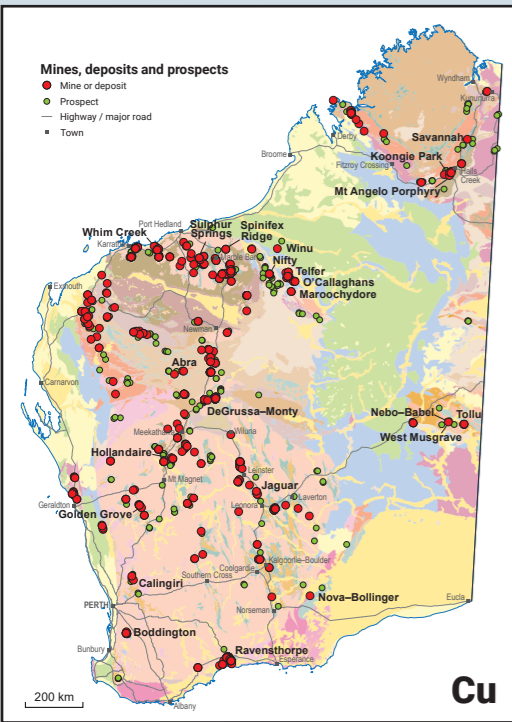 Mines, deposits and prospects
Mine or deposit
Prospect
Highway / major road
Town
Wyndham
Kununurra
Derby
Savannah
Broome
Koongie Park
Fitzroy Crossing
Halls
Creek
Mt Angelo Porphyry
Port Hedland
Sulphur
Springs
Spinifex
Ridge
Whim Creek
Karratha
Marble Bar
Winu
Nifty
Telfer
O'Callaghans
Maroochydore
Exmouth
Newman
Abra
Carnarvon
DeGrussa–Monty
Nebo–Babel
Tollu
West Musgrave
Meekatharra
Wiluna
Hollandaire
Mt Magnet
Leinster
Jaguar
Leonora
Laverton
Geraldton
Golden Grove
Kalgoorlie–Boulder
Coolgardie
Southern Cross
Calingiri
Nova–Bollinger
Eucla
PERTH
Norseman
Boddington
Bunbury
Ravensthorpe
Esperance
200 km
Albany
Cu